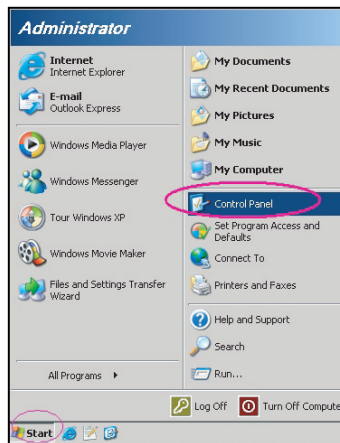 Administrator
Internet
Internet Explorer
E-mail
Outlook Express
Windows Media Player
Windows Messenger
Tour Windows XP
Windows Movie Maker
Files and Settings Transfer
Wizard
All Programs
My Documents
My Recent Documents
My Pictures
My Music
My Computer
Control Panel
Set Program Access and
Defaults
Connect To
Printers and Faxes
Help and Support
Search
Run...
Log Off
Turn Off Compute
Start